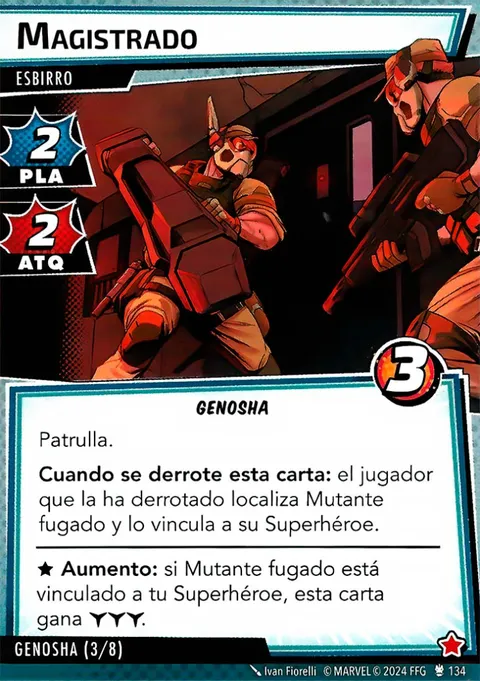 MAGISTRADO
ESBIRRO
2
PLA
2
ATQ
3
GENOSHA
Patrulla.
Cuando se derrote esta carta: el jugador
que la ha derrotado localiza Mutante
fugado y lo vincula a su Superhéroe.
★ Aumento: si Mutante fugado está
vinculado a tu Superhéroe, esta carta
gana .
GENOSHA (3/8)
Ivan Fiorelli © MARVEL © 2024 FFG 134